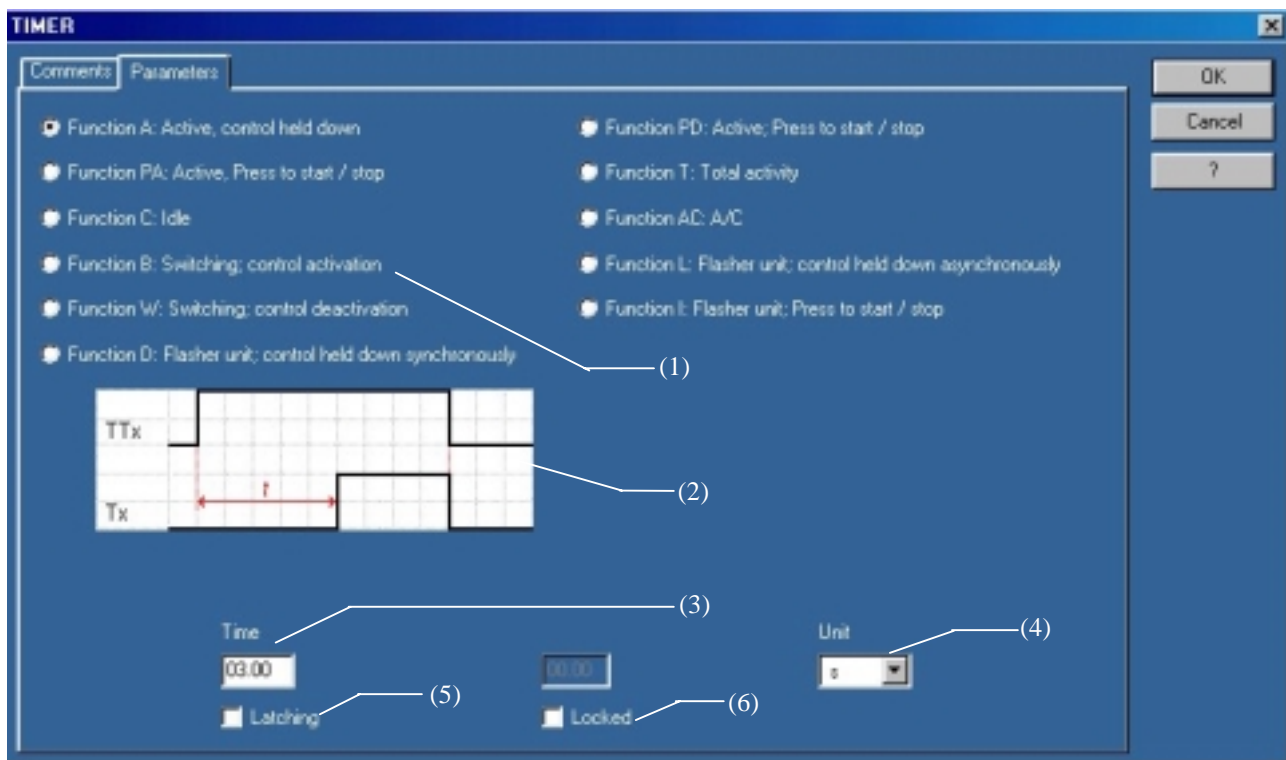 TIMER
Comments Parameters
OK
Cancel
?
Function A: Active, control held down
Function PA: Active, Press to start / stop
Function C: Idle
Function B: Switching; control activation
Function W: Switching; control deactivation
Function D: Flasher unit; control held down synchronously
Function PD: Active; Press to start / stop
Function T: Total activity
Function AC: A/C
Function L: Flasher unit; control held down asynchronously
Function I: Flasher unit; Press to start / stop
(1)
TTx
t
Tx
(2)
(3)
Time
Unit
(4)
03.00
00.00
s
(5)
(6)
Latching
Locked